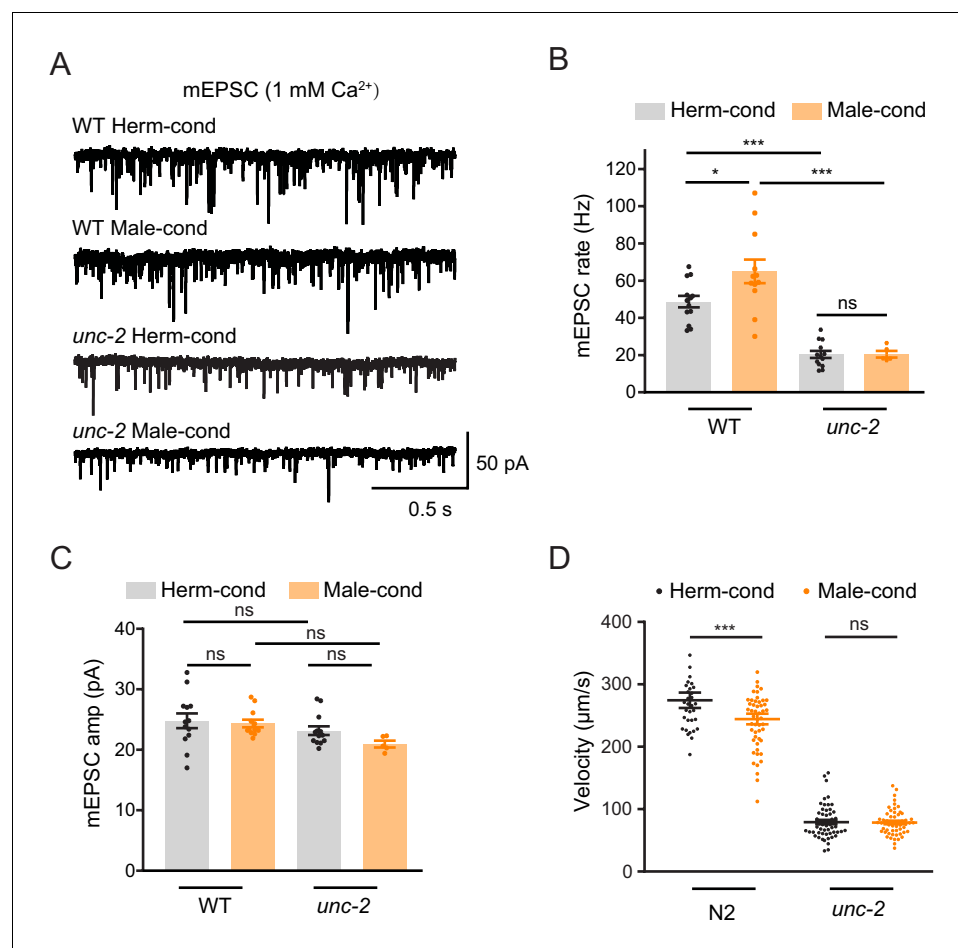 A
mEPSC (1 mM Ca²⁺)
WT Herm-cond
WT Male-cond
unc-2 Herm-cond
unc-2 Male-cond
50 pA
0.5 s
B
Herm-cond Male-cond
mEPSC rate (Hz)
120
100
80
60
40
20
0
***
* ***
ns
WT unc-2
C
Herm-cond Male-cond
mEPSC amp (pA)
40
30
20
10
0
ns
ns
ns ns
WT unc-2
D
Herm-cond Male-cond
Velocity (μm/s)
400
300
200
100
0
*** ns
N2 unc-2